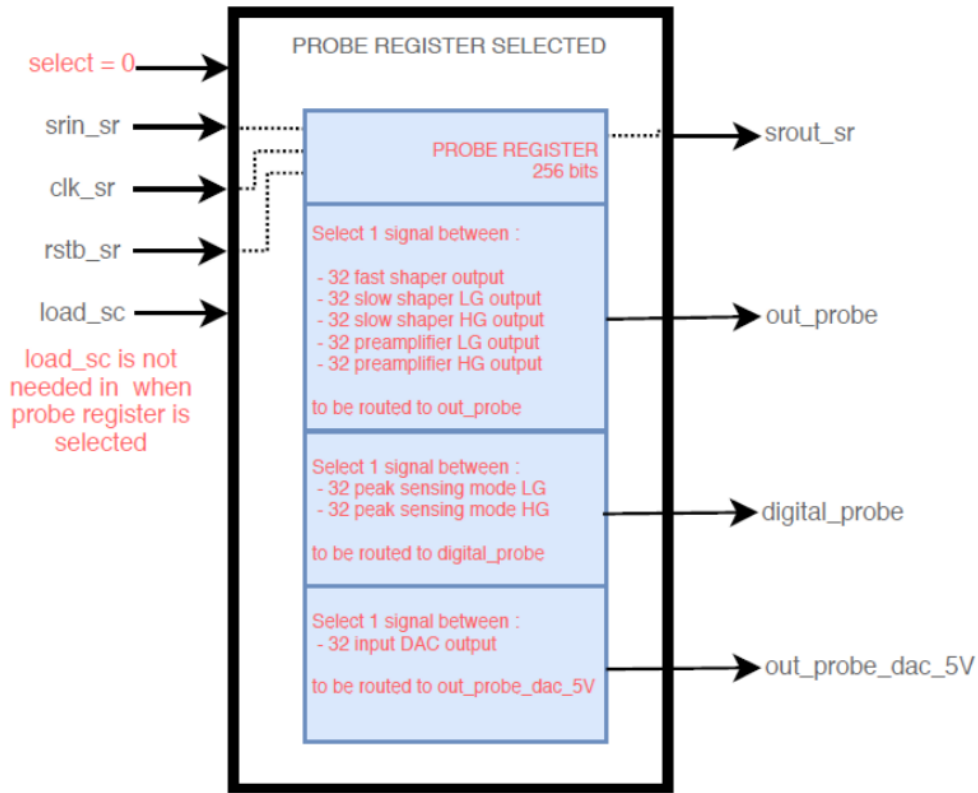 PROBE REGISTER SELECTED
select = 0
srin_sr
clk_sr
rstb_sr
load_sc
load_sc is not
needed in when
probe register is
selected
PROBE REGISTER
256 bits
Select 1 signal between :
- 32 fast shaper output
- 32 slow shaper LG output
- 32 slow shaper HG output
- 32 preamplifier LG output
- 32 preamplifier HG output
to be routed to out_probe
Select 1 signal between :
- 32 peak sensing mode LG
- 32 peak sensing mode HG
to be routed to digital_probe
Select 1 signal between :
- 32 input DAC output
to be routed to out_probe_dac_5V
srout_sr
out_probe
digital_probe
out_probe_dac_5V